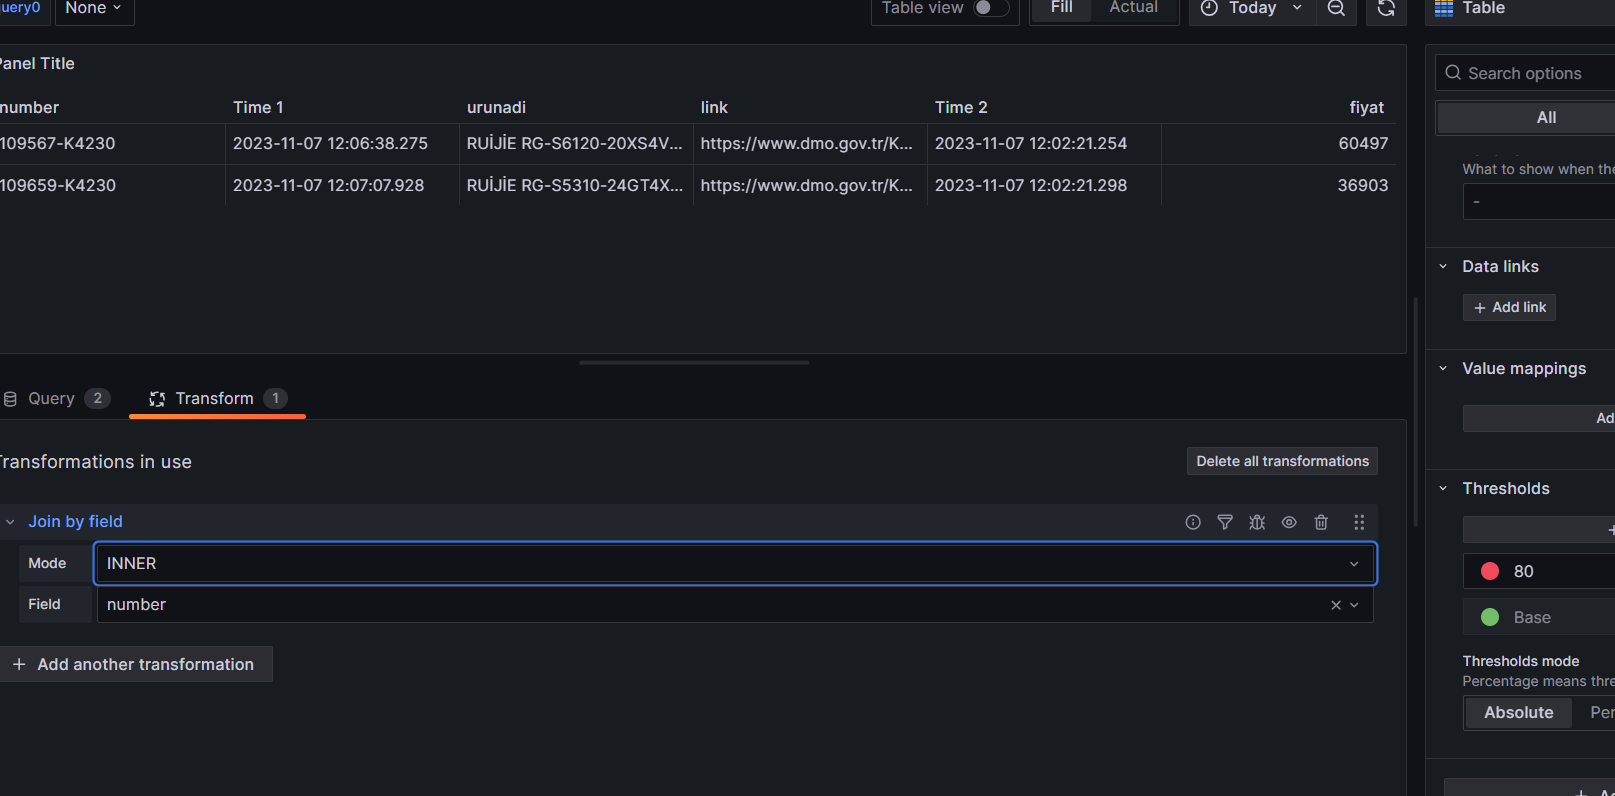 uery0 None Table view Fill Actual Today Table
Panel Title
Search options
number Time 1 urunadi link Time 2 fiyat
All
109567-K4230 2023-11-07 12:06:38.275 RUİJİE RG-S6120-20XS4V... https://www.dmo.gov.tr/K... 2023-11-07 12:02:21.254 60497
109659-K4230 2023-11-07 12:07:07.928 RUİJİE RG-S5310-24GT4X... https://www.dmo.gov.tr/K... 2023-11-07 12:02:21.298 36903
What to show when the
-
Data links
+ Add link
Value mappings
Query 2 Transform 1
Ad
Transformations in use Delete all transformations
Thresholds
+
Join by field
Mode INNER
80
Field number
Base
+ Add another transformation
Thresholds mode
Percentage means thre
Absolute Per